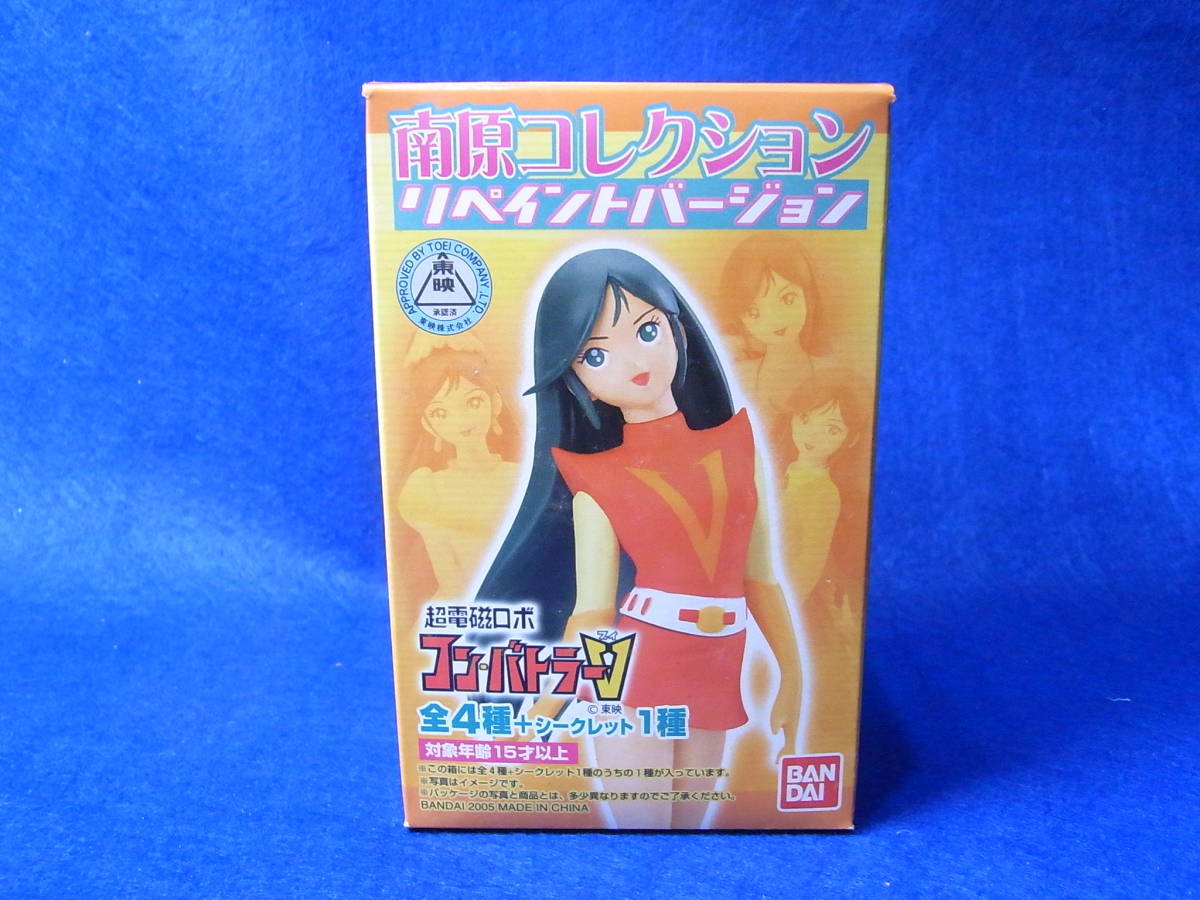 南原コレクション
リペイントバージョン
APPROVED BY TOEI COMPANY.,LTD.
東映
承認済
東映株式会社
V
超電磁ロボ
コン・バトラーV
ブイ
©東映
全4種+シークレット1種
対象年齢15才以上
※この箱には全4種+シークレット1種のうちの1種が入っています。
※写真はイメージです。
※パッケージの写真と商品とは、多少異なりますのでご了承ください。
BANDAI 2005 MADE IN CHINA
BAN
DAI